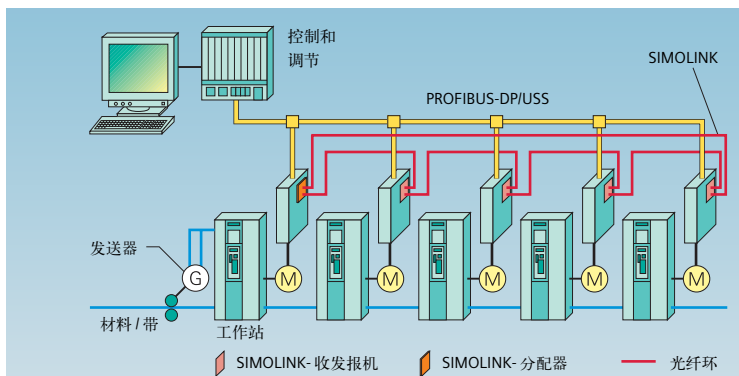 控制和
调节
SIMOLINK
PROFIBUS-DP/USS
发送器
G
M
M
M
M
M
材料 / 带
工作站
SIMOLINK- 收发报机
SIMOLINK- 分配器
光纤环